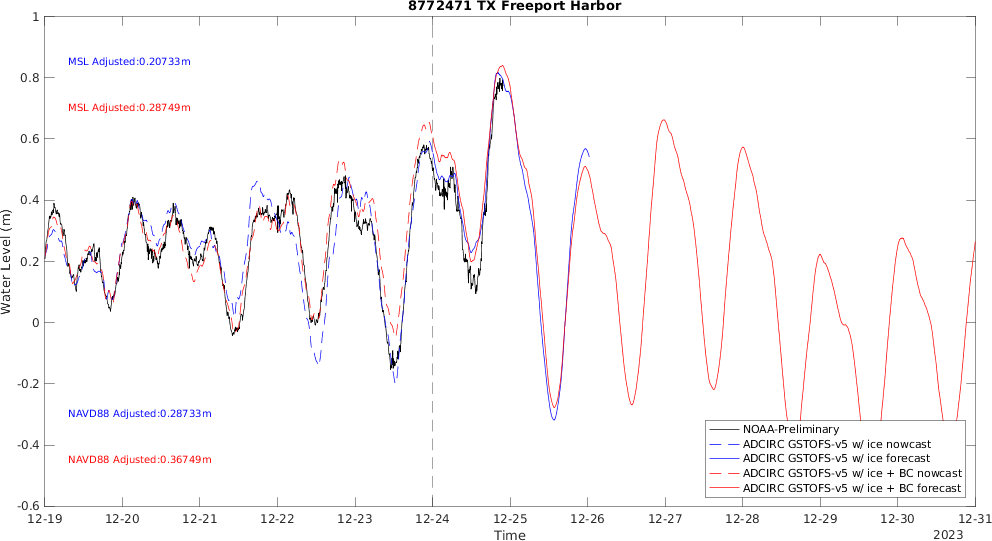 8772471 TX Freeport Harbor
1
0.8
0.6
0.4
0.2
0
-0.2
-0.4
-0.6
Water Level (m)
MSL Adjusted:0.20733m
MSL Adjusted:0.28749m
NAVD88 Adjusted:0.28733m
NAVD88 Adjusted:0.36749m
NOAA-Preliminary
ADCIRC GSTOFS-v5 w/ ice nowcast
ADCIRC GSTOFS-v5 w/ ice forecast
ADCIRC GSTOFS-v5 w/ ice + BC nowcast
ADCIRC GSTOFS-v5 w/ ice + BC forecast
12-19 12-20 12-21 12-22 12-23 12-24 12-25 12-26 12-27 12-28 12-29 12-30 12-31
Time
2023